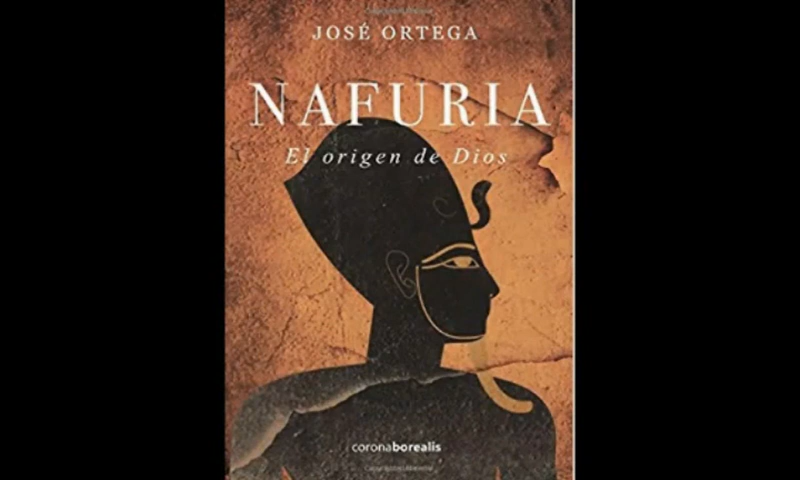 JOSÉ ORTEGA
NAFURIA
El origen de Dios
coronaborealis